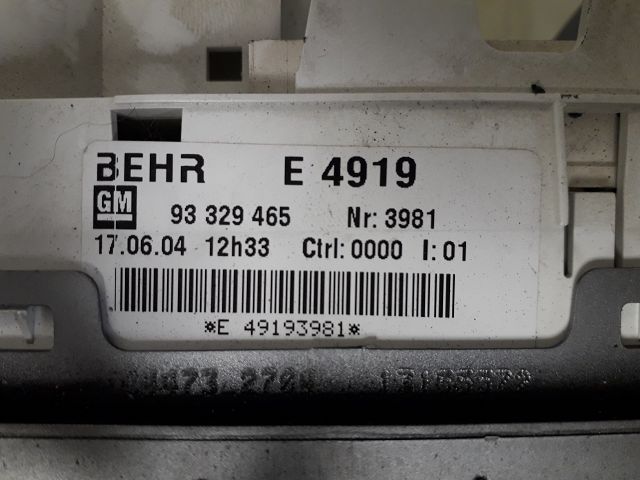 BEHR E 4919
GM 93 329 465 Nr: 3981
17.06.04 12h33 Ctrl: 0000 I: 01
*E 49193981*